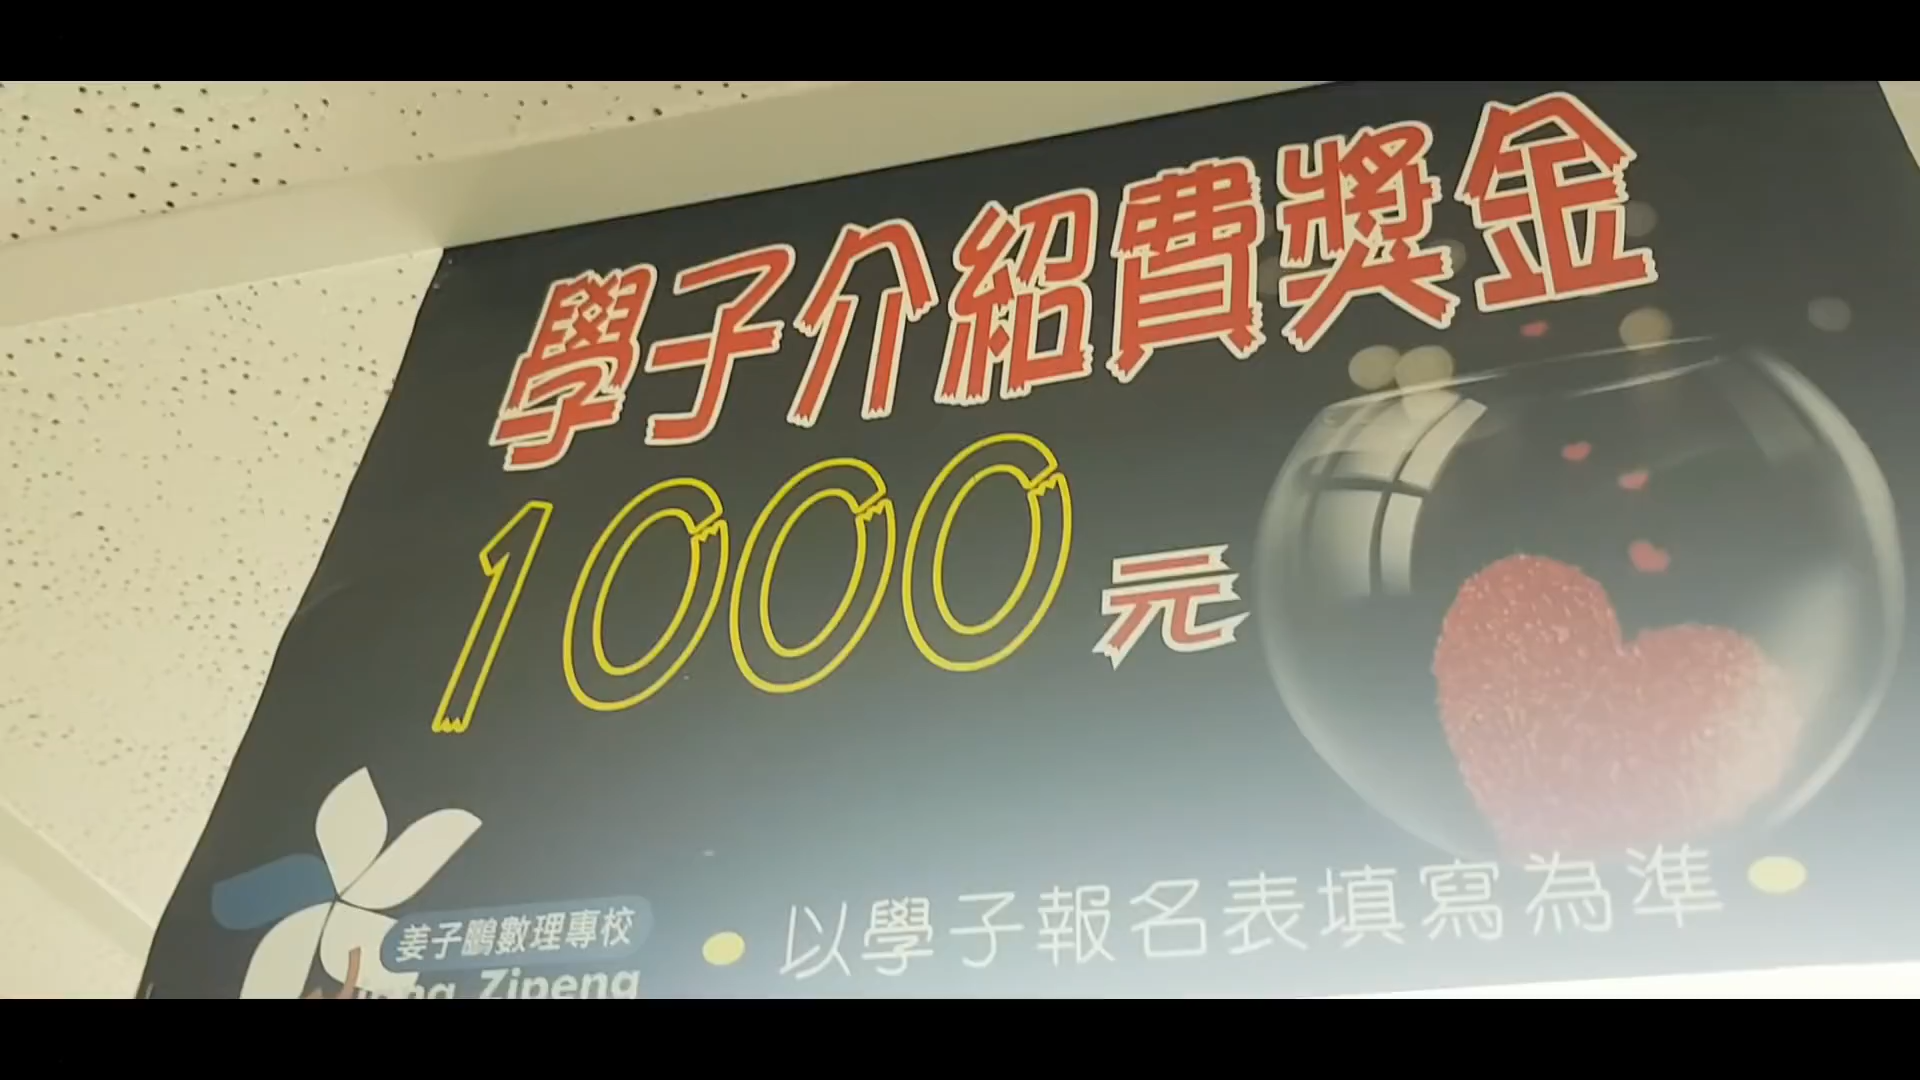 學子介紹費獎金
1000元
以學子報名表填寫為準
姜子鵬數理專校
Zipeng